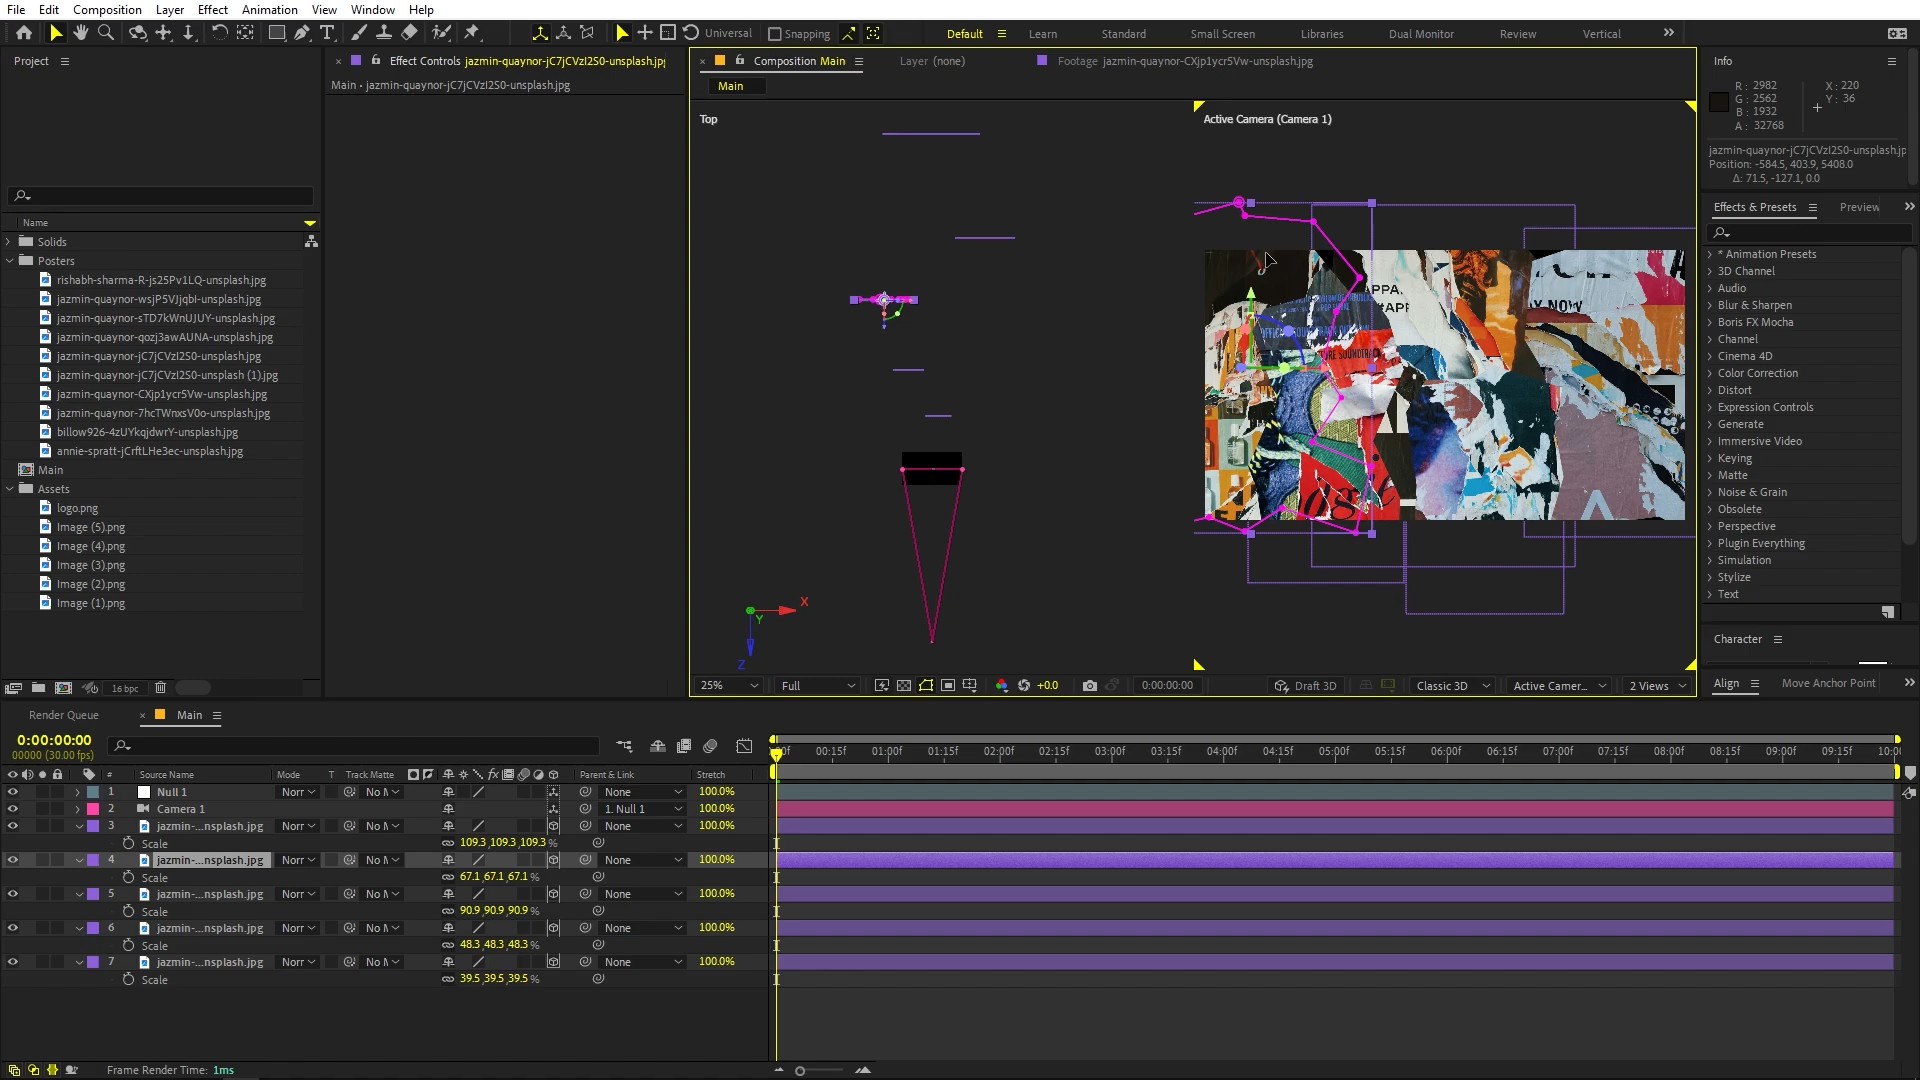 File Edit Composition Layer Effect Animation View Window Help
Universal Snapping Default Learn Standard Small Screen Libraries Dual Monitor Review Vertical
Project
Effect Controls jazmin-quaynor-jC7jCVzI2S0-unsplash.jpg
Composition Main Layer (none) Footage jazmin-quaynor-CXjp1ycr5Vw-unsplash.jpg
Info
Main • jazmin-quaynor-jC7jCVzI2S0-unsplash.jpg
Main
R: 2982 X: 220
G: 2562 Y: 36
B: 1932
A: 32768
Top
Active Camera (Camera 1)
jazmin-quaynor-jC7jCVzI2S0-unsplash.jp
Position: -584.5, 403.9, 5408.0
Δ: 71.5, -127.1, 0.0
Effects & Presets Preview
Name
Solids
Posters
rishabh-sharma-R-js25Pv1LQ-unsplash.jpg
jazmin-quaynor-wsjP5VJjqbI-unsplash.jpg
jazmin-quaynor-sTD7kWnUJUY-unsplash.jpg
jazmin-quaynor-qozj3awAUNA-unsplash.jpg
jazmin-quaynor-jC7jCVzI2S0-unsplash.jpg
jazmin-quaynor-jC7jCVzI2S0-unsplash (1).jpg
jazmin-quaynor-CXjp1ycr5Vw-unsplash.jpg
jazmin-quaynor-7hcTWnxsV0o-unsplash.jpg
billow926-4zUYkqjdwrY-unsplash.jpg
annie-spratt-jCrftLHe3ec-unsplash.jpg
Main
Assets
logo.png
Image (5).png
Image (4).png
Image (3).png
Image (2).png
Image (1).png
16 bpc
X
Y
Z
APPA
APP
SOUNDTRACK
NOW
* Animation Presets
3D Channel
Audio
Blur & Sharpen
Boris FX Mocha
Channel
Cinema 4D
Color Correction
Distort
Expression Controls
Generate
Immersive Video
Keying
Matte
Noise & Grain
Obsolete
Perspective
Plugin Everything
Simulation
Stylize
Text
Character
Align Move Anchor Point
25% Full +0.0 0:00:00:00 Draft 3D Classic 3D Active Camer... 2 Views
Render Queue Main
0:00:00:00
00000 (30.00 fps)
00f 00:15f 01:00f 01:15f 02:00f 02:15f 03:00f 03:15f 04:00f 04:15f 05:00f 05:15f 06:00f 06:15f 07:00f 07:15f 08:00f 08:15f 09:00f 09:15f 10:0
# Source Name Mode T Track Matte fx Parent & Link Stretch
1 Null 1 Norr No M None 100.0%
2 Camera 1 1. Null 1 100.0%
3 jazmin-...nsplash.jpg Norr No M None 100.0%
Scale 109.3,109.3,109.3 %
4 jazmin-...nsplash.jpg Norr No M None 100.0%
Scale 67.1,67.1,67.1 %
5 jazmin-...nsplash.jpg Norr No M None 100.0%
Scale 90.9,90.9,90.9 %
6 jazmin-...nsplash.jpg Norr No M None 100.0%
Scale 48.3,48.3,48.3 %
7 jazmin-...nsplash.jpg Norr No M None 100.0%
Scale 39.5,39.5,39.5 %
Frame Render Time: 1ms